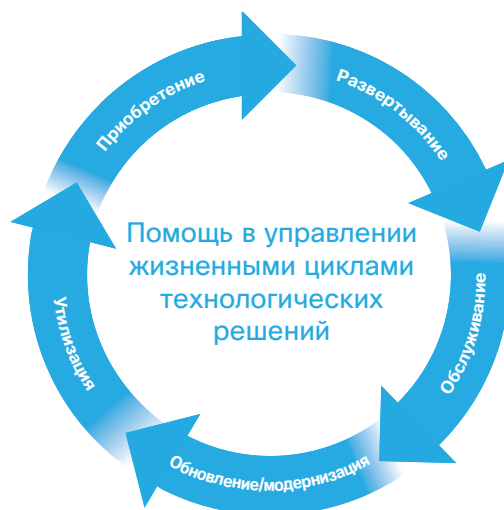 Приобретение
Развертывание
Обслуживание
Обновление/модернизация
Утилизация
Помощь в управлении
жизненными циклами
технологических
решений